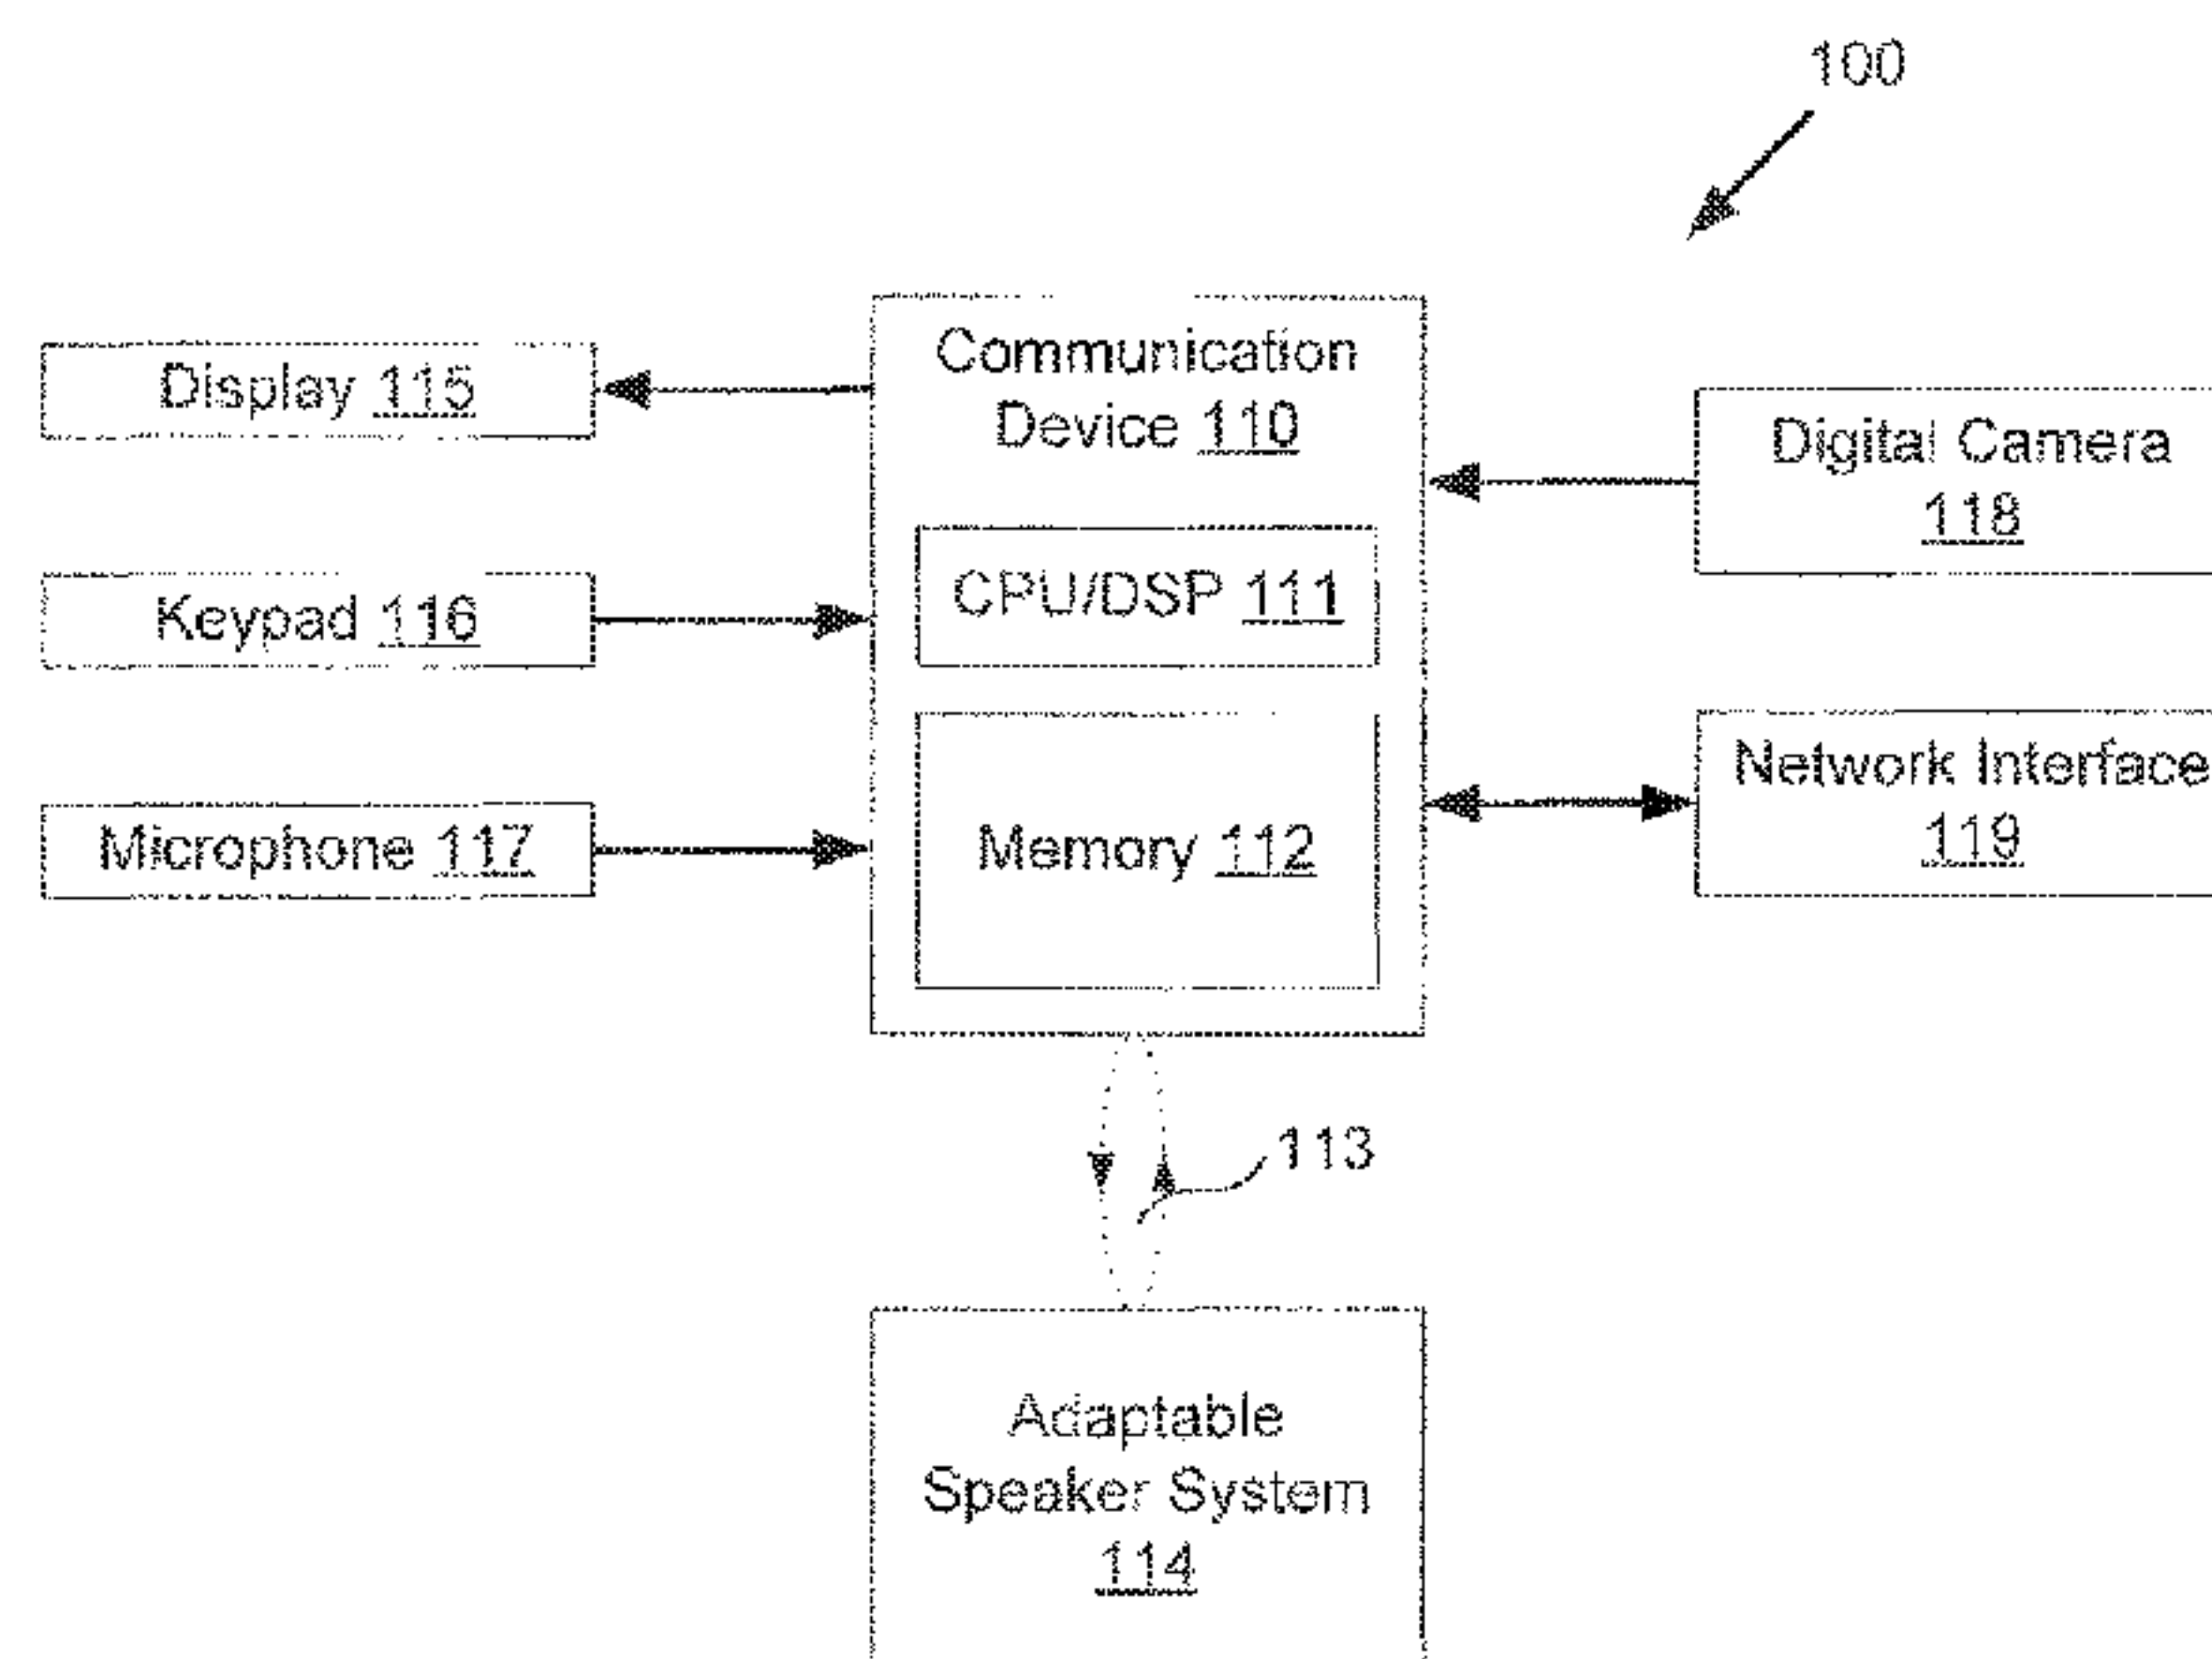 100
Communication
Device 110
Display 115
Digital Camera
118
CPU/DSP 111
Keypad 116
Network Interface
119
Memory 112
Microphone 117
113
Adaptable
Speaker System
114